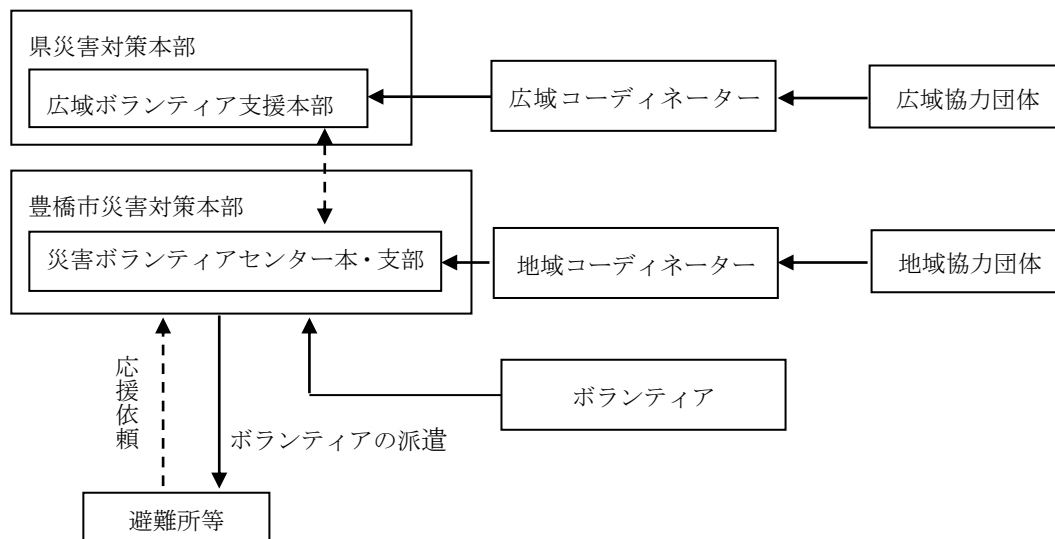 県災害対策本部
広域ボランティア支援本部
広域コーディネーター
広域協力団体
豊橋市災害対策本部
災害ボランティアセンター本・支部
地域コーディネーター
地域協力団体
応援依頼
ボランティアの派遣
ボランティア
避難所等